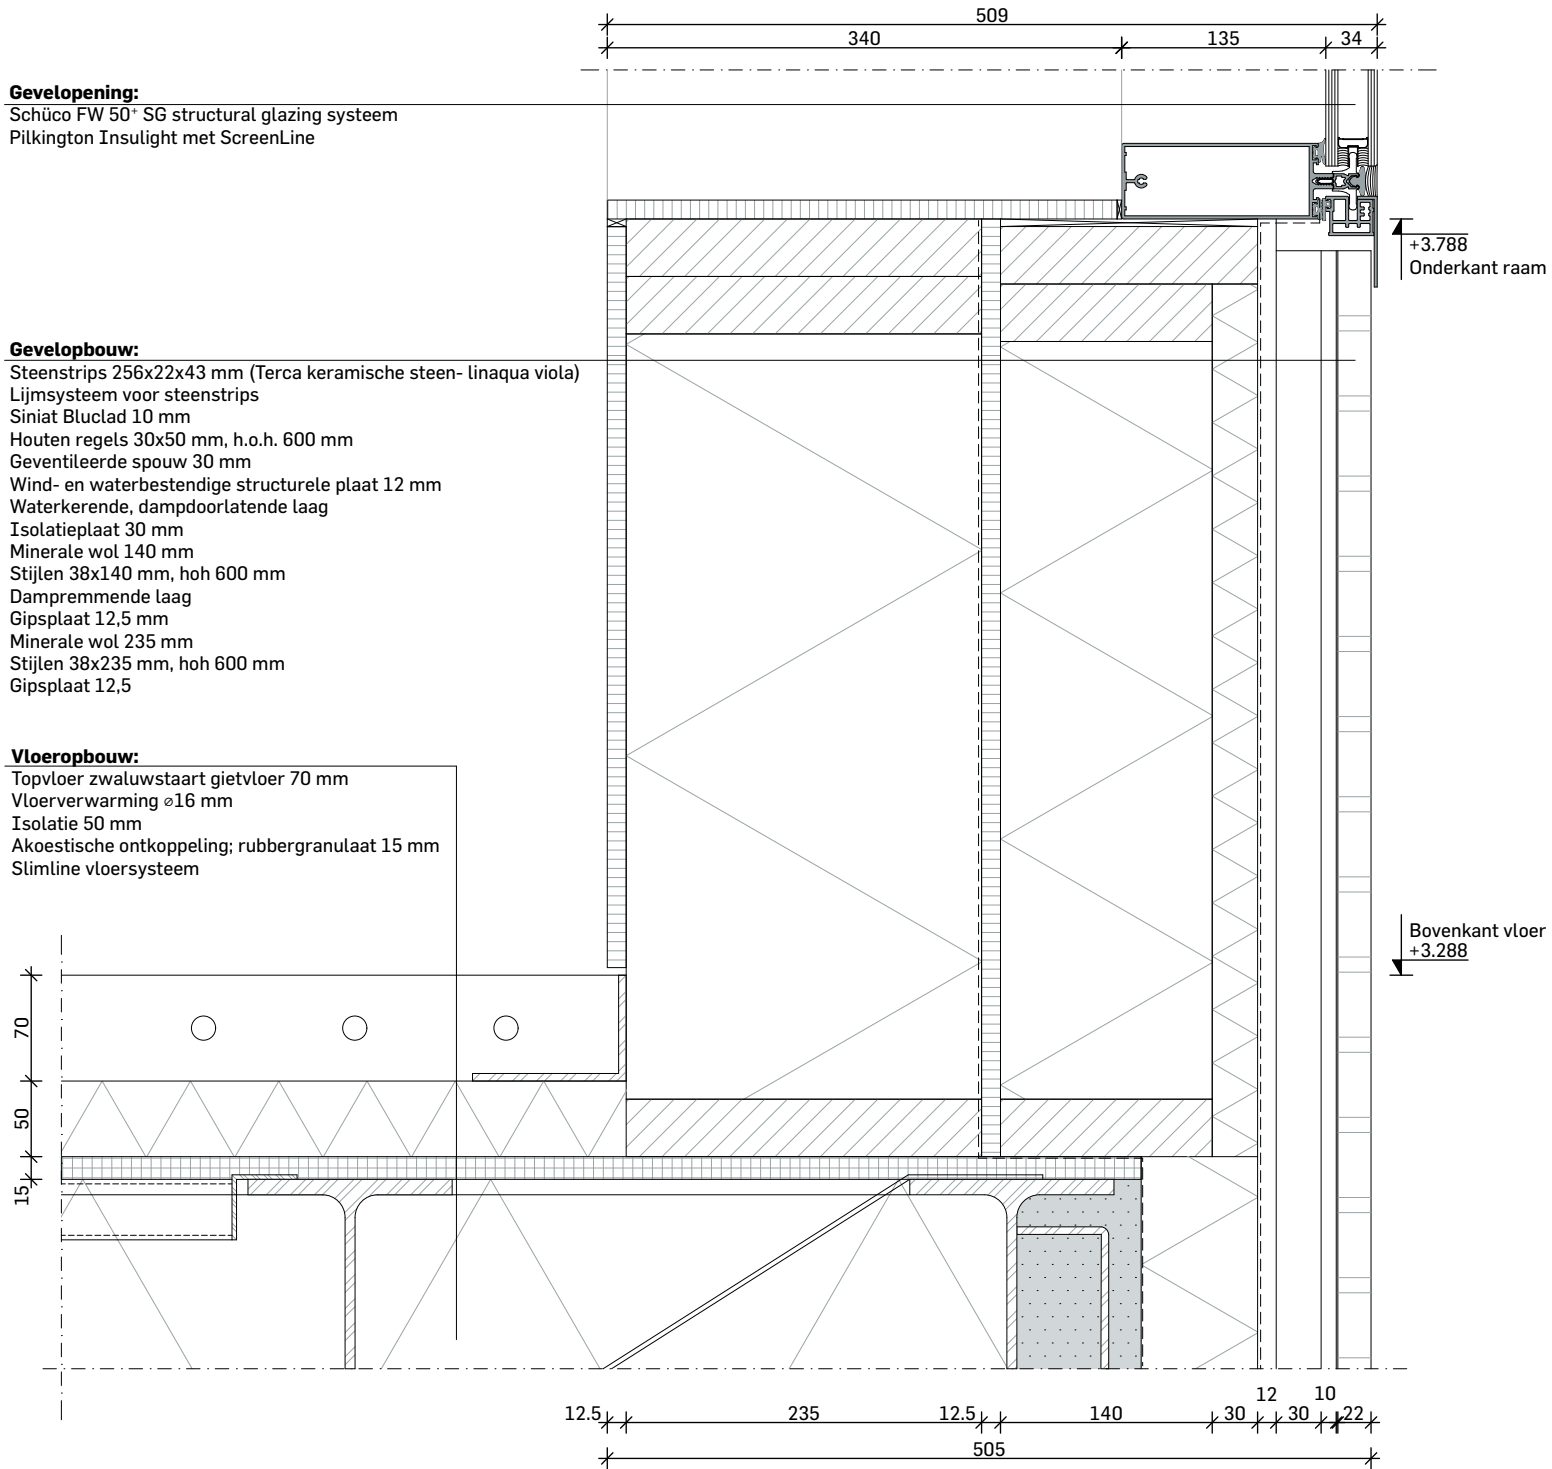 509
340 135 34
Gevelopening:
Schüco FW 50⁺ SG structural glazing systeem
Pilkington Insulight met ScreenLine
+3.788
Onderkant raam
Gevelopbouw:
Steenstrips 256x22x43 mm (Terca keramische steen- linaqua viola)
Lijmsysteem voor steenstrips
Siniat Bluclad 10 mm
Houten regels 30x50 mm, h.o.h. 600 mm
Geventileerde spouw 30 mm
Wind- en waterbestendige structurele plaat 12 mm
Waterkerende, dampdoorlatende laag
Isolatieplaat 30 mm
Minerale wol 140 mm
Stijlen 38x140 mm, hoh 600 mm
Dampremmende laag
Gipsplaat 12,5 mm
Minerale wol 235 mm
Stijlen 38x235 mm, hoh 600 mm
Gipsplaat 12,5
Vloeropbouw:
Topvloer zwaluwstaart gietvloer 70 mm
Vloerverwarming ⌀16 mm
Isolatie 50 mm
Akoestische ontkoppeling; rubbergranulaat 15 mm
Slimline vloersysteem
Bovenkant vloer
+3.288
70
50
15
12 10
12.5 235 12.5 140 30 30 22
505